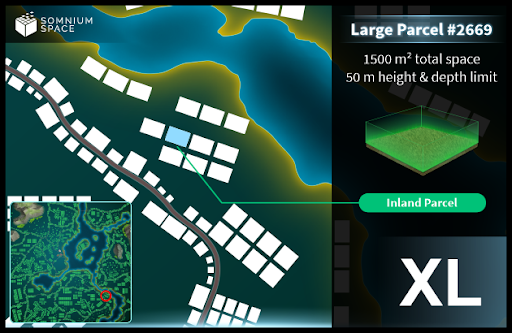 SOMNIUM
SPACE
Large Parcel #2669
1500 m² total space
50 m height & depth limit
Inland Parcel
XL